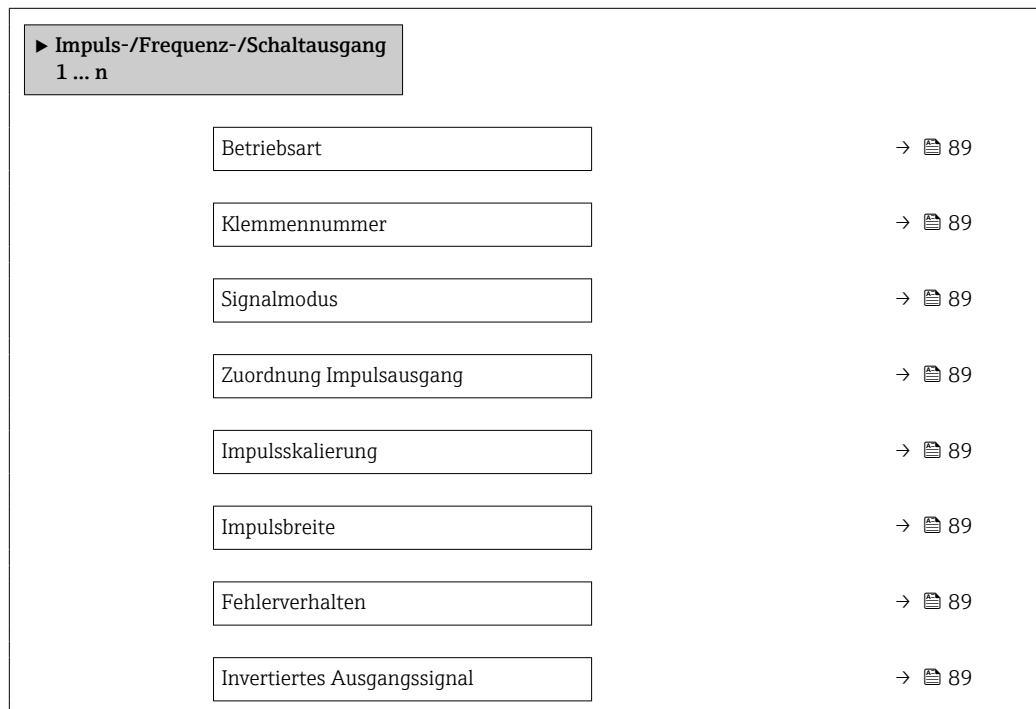 ▶ Impuls-/Frequenz-/Schaltausgang
1 ... n
Betriebsart → 89
Klemmennummer → 89
Signalmodus → 89
Zuordnung Impulsausgang → 89
Impulsskalierung → 89
Impulsbreite → 89
Fehlerverhalten → 89
Invertiertes Ausgangssignal → 89